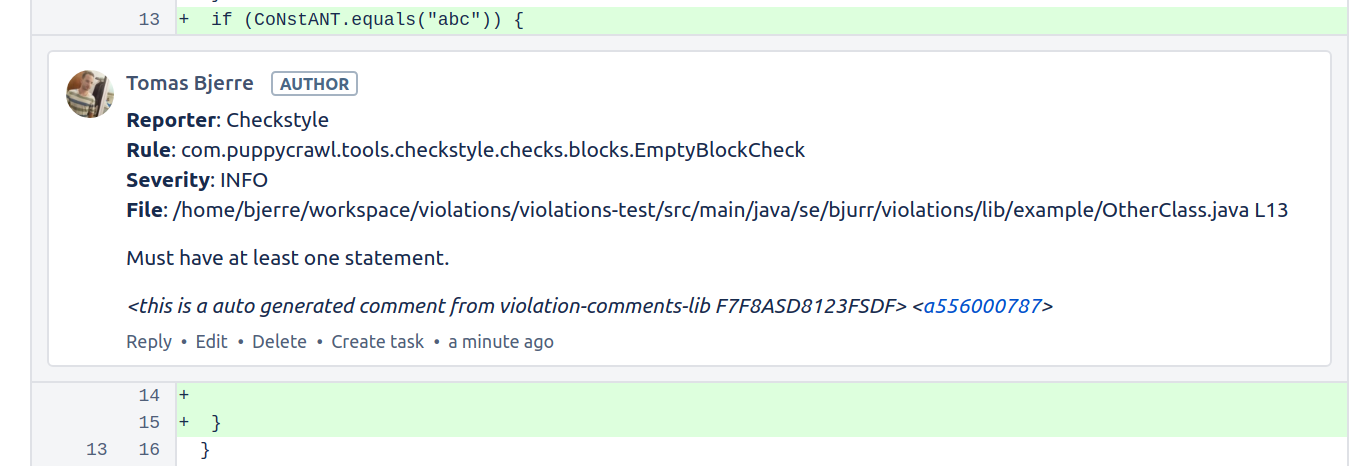 13 + if (CoNstANT.equals("abc")) {
Tomas Bjerre AUTHOR
Reporter: Checkstyle
Rule: com.puppycrawl.tools.checkstyle.checks.blocks.EmptyBlockCheck
Severity: INFO
File: /home/bjerre/workspace/violations/violations-test/src/main/java/se/bjurr/violations/lib/example/OtherClass.java L13
Must have at least one statement.
<this is a auto generated comment from violation-comments-lib F7F8ASD8123FSDF> <a556000787>
Reply • Edit • Delete • Create task • a minute ago
14 +
15 + }
13 16 }